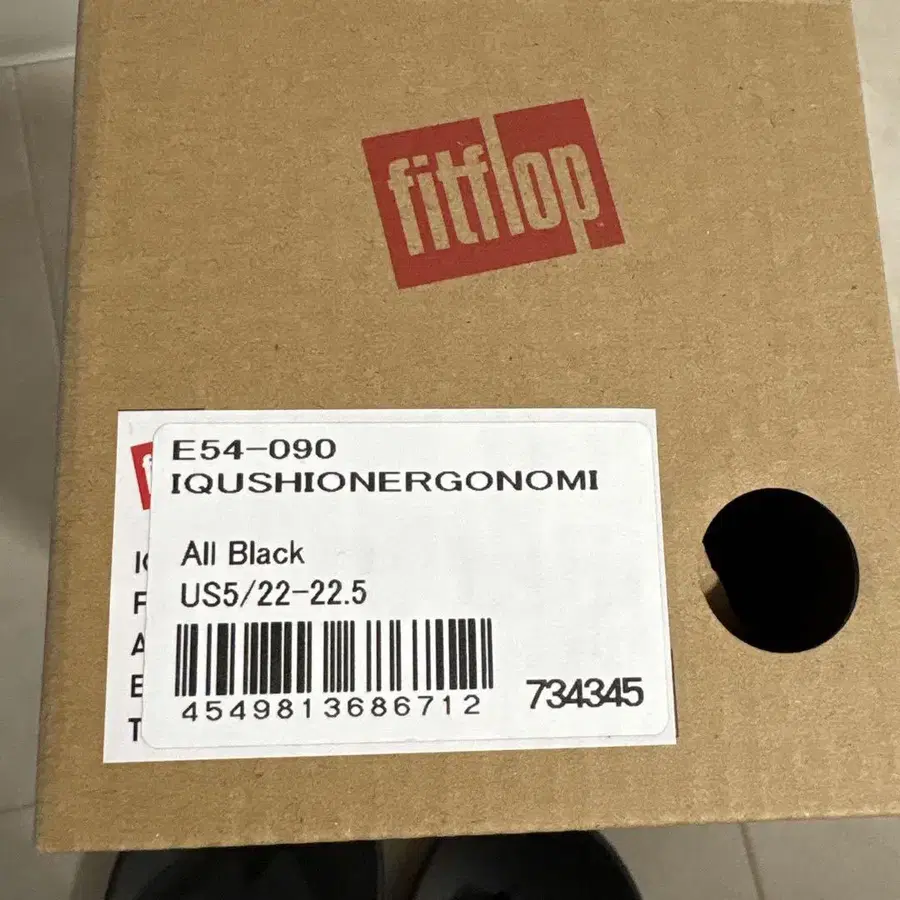 fitflop
E54-090
IQUSHIONERGONOMI
All Black
US5/22-22.5
4549813686712
734345